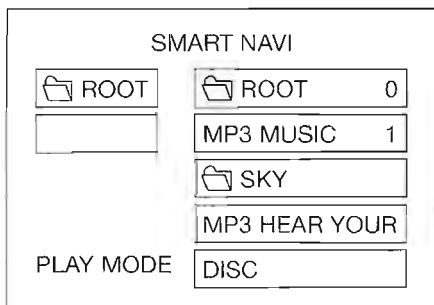 SMART NAVI
ROOT ROOT 0
MP3 MUSIC 1
SKY
MP3 HEAR YOUR
PLAY MODE DISC